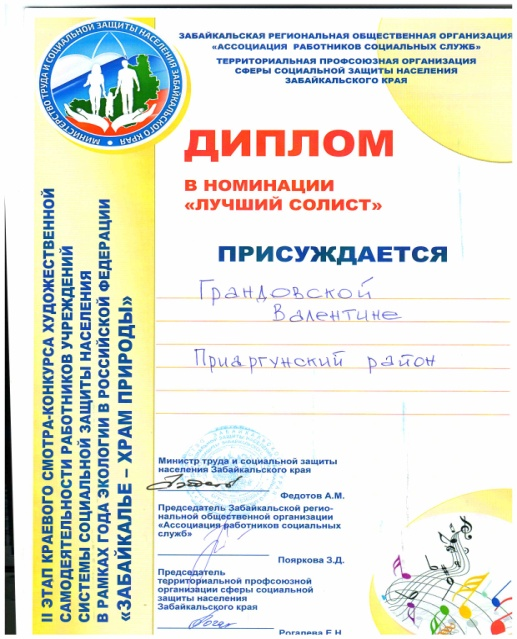 МИНИСТЕРСТВО ТРУДА И СОЦИАЛЬНОЙ ЗАЩИТЫ НАСЕЛЕНИЯ ЗАБАЙКАЛЬСКОГО КРАЯ
ЗАБАЙКАЛЬСКАЯ РЕГИОНАЛЬНАЯ ОБЩЕСТВЕННАЯ ОРГАНИЗАЦИЯ
«АССОЦИАЦИЯ РАБОТНИКОВ СОЦИАЛЬНЫХ СЛУЖБ»
ТЕРРИТОРИАЛЬНАЯ ПРОФСОЮЗНАЯ ОРГАНИЗАЦИЯ
СФЕРЫ СОЦИАЛЬНОЙ ЗАЩИТЫ НАСЕЛЕНИЯ
ЗАБАЙКАЛЬСКОГО КРАЯ
ДИПЛОМ
В НОМИНАЦИИ
«ЛУЧШИЙ СОЛИСТ»
ПРИСУЖДАЕТСЯ
Грандовской
Валентине
Приаргунский район
II ЭТАП КРАЕВОГО СМОТРА-КОНКУРСА ХУДОЖЕСТВЕННОЙ
САМОДЕЯТЕЛЬНОСТИ РАБОТНИКОВ УЧРЕЖДЕНИЙ
СИСТЕМЫ СОЦИАЛЬНОЙ ЗАЩИТЫ НАСЕЛЕНИЯ
В РАМКАХ ГОДА ЭКОЛОГИИ В РОССИЙСКОЙ ФЕДЕРАЦИИ
«ЗАБАЙКАЛЬЕ – ХРАМ ПРИРОДЫ»
Министр труда и социальной защиты
населения Забайкальского края
Федотов А.М.
Председатель Забайкальской регио-
нальной общественной организации
«Ассоциация работников социальных
служб»
Пояркова З.Д.
Председатель
территориальной профсоюзной
организации сферы социальной
защиты населения
Забайкальского края
Рогалева Е.Н.